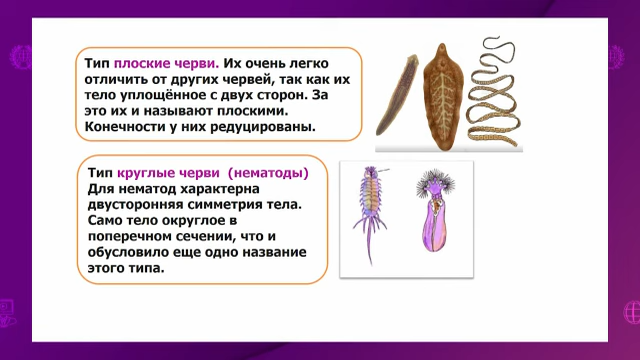 Тип плоские черви. Их очень легко
отличить от других червей, так как их
тело уплощённое с двух сторон. За
это их и называют плоскими.
Конечности у них редуцированы.
Тип круглые черви (нематоды)
Для нематод характерна
двусторонняя симметрия тела.
Само тело округлое в
поперечном сечении, что и
обусловило еще одно название
этого типа.